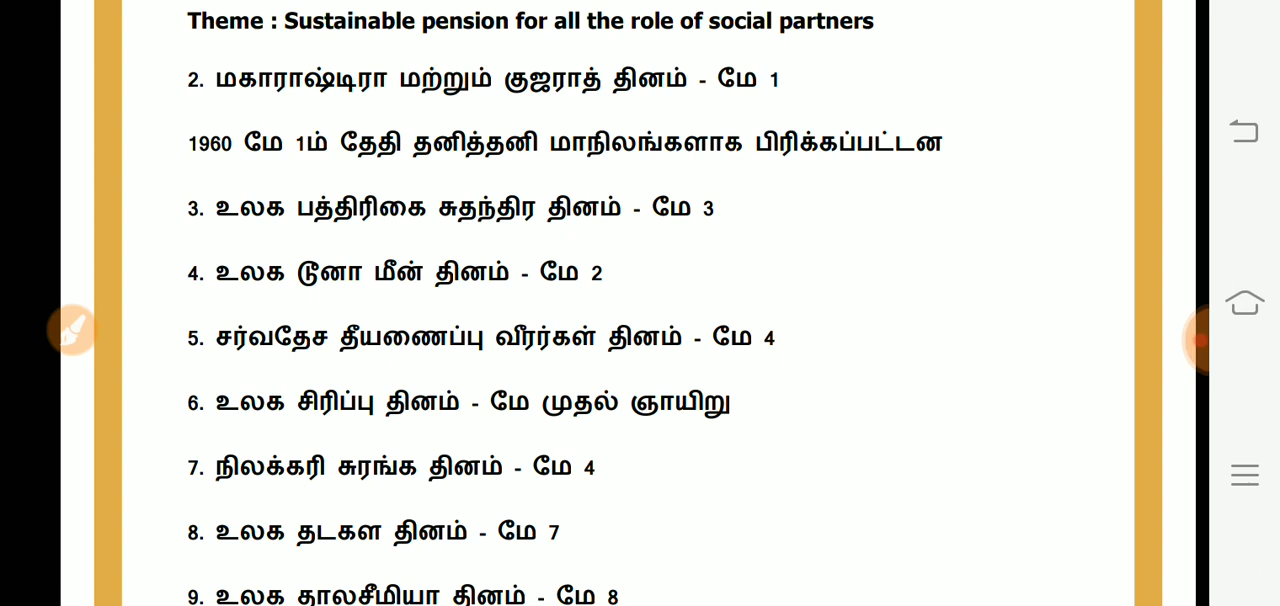 Theme : Sustainable pension for all the role of social partners
2. மகாராஷ்டிரா மற்றும் குஜராத் தினம் - மே 1
1960 மே 1ம் தேதி தனித்தனி மாநிலங்களாக பிரிக்கப்பட்டன
3. உலக பத்திரிகை சுதந்திர தினம் - மே 3
4. உலக டூனா மீன் தினம் - மே 2
5. சர்வதேச தீயணைப்பு வீரர்கள் தினம் - மே 4
6. உலக சிரிப்பு தினம் - மே முதல் ஞாயிறு
7. நிலக்கரி சுரங்க தினம் - மே 4
8. உலக தடகள தினம் - மே 7
9. உலக தாலசீமியா தினம் - மே 8